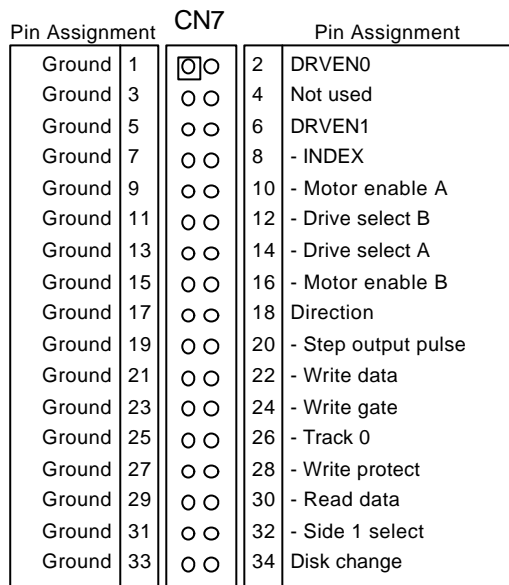 CN7
Pin Assignment Pin Assignment
Ground 1 2 DRVEN0
Ground 3 4 Not used
Ground 5 6 DRVEN1
Ground 7 8 - INDEX
Ground 9 10 - Motor enable A
Ground 11 12 - Drive select B
Ground 13 14 - Drive select A
Ground 15 16 - Motor enable B
Ground 17 18 Direction
Ground 19 20 - Step output pulse
Ground 21 22 - Write data
Ground 23 24 - Write gate
Ground 25 26 - Track 0
Ground 27 28 - Write protect
Ground 29 30 - Read data
Ground 31 32 - Side 1 select
Ground 33 34 Disk change